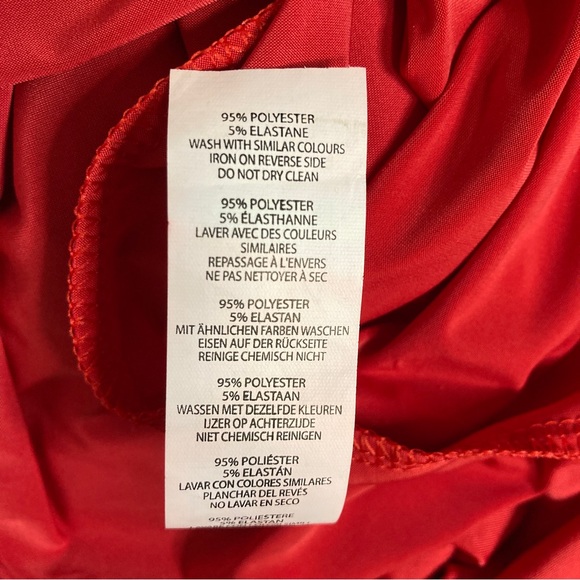 95% POLYESTER
5% ELASTANE
WASH WITH SIMILAR COLOURS
IRON ON REVERSE SIDE
DO NOT DRY CLEAN
95% POLYESTER
5% ÉLASTHANNE
LAVER AVEC DES COULEURS
SIMILAIRES
REPASSAGE À L'ENVERS
NE PAS NETTOYER À SEC
95% POLYESTER
5% ELASTAN
MIT ÄHNLICHEN FARBEN WASCHEN
EISEN AUF DER RÜCKSEITE
REINIGE CHEMISCH NICHT
95% POLYESTER
5% ELASTAAN
WASSEN MET DEZELFDE KLEUREN
IJZER OP ACHTERZIJDE
NIET CHEMISCH REINIGEN
95% POLIÉSTER
5% ELASTÁN
LAVAR CON COLORES SIMILARES
PLANCHAR DEL REVÉS
NO LAVAR EN SECO
95% POLIESTERE
5% ELASTAN